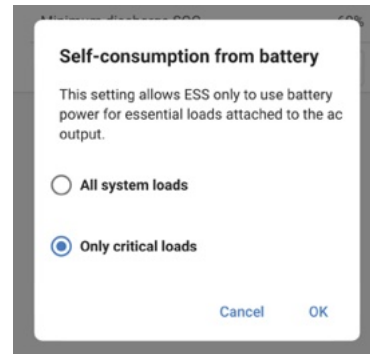 Self-consumption from battery
This setting allows ESS only to use battery
power for essential loads attached to the ac
output.
All system loads
Only critical loads
Cancel OK